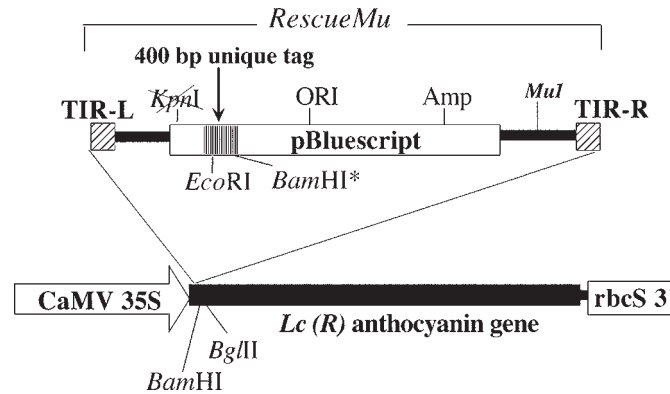 RescueMu
400 bp unique tag
TIR-L KpnI ORI Amp Mu1 TIR-R
pBluescript
EcoRI BamHI*
CaMV 35S rbcS 3
Lc (R) anthocyanin gene
BglII
BamHI